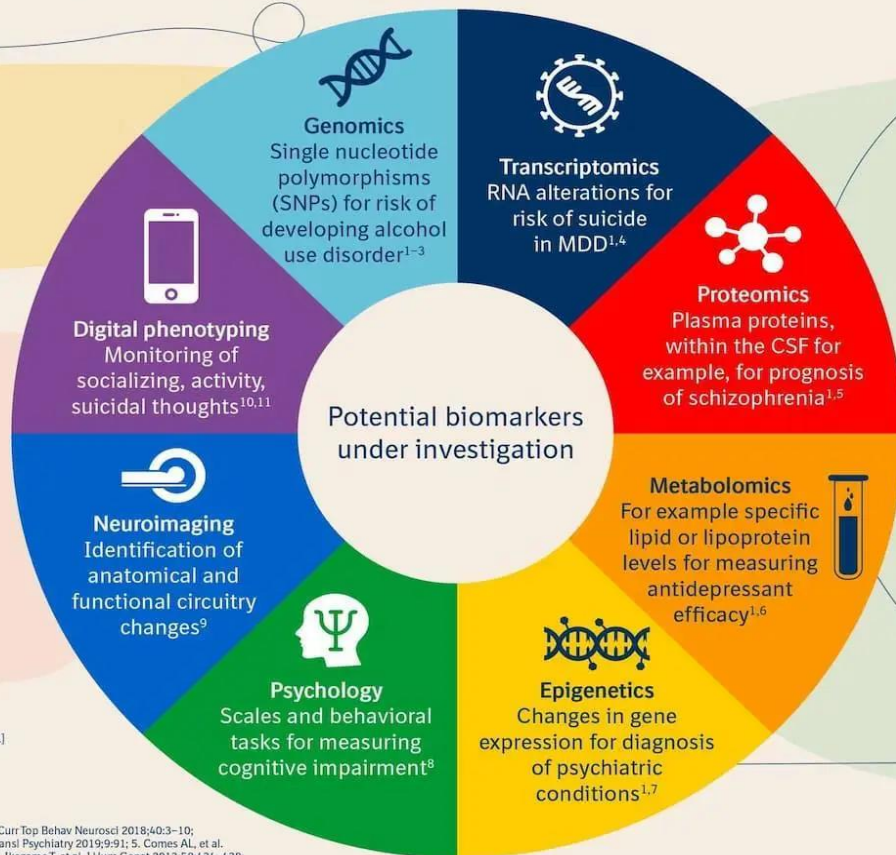 Genomics
Single nucleotide
polymorphisms
(SNPs) for risk of
developing alcohol
use disorder¹⁻³
Transcriptomics
RNA alterations for
risk of suicide
in MDD¹,⁴
Proteomics
Plasma proteins,
within the CSF for
example, for prognosis
of schizophrenia¹,⁵
Metabolomics
For example specific
lipid or lipoprotein
levels for measuring
antidepressant
efficacy¹,⁶
Epigenetics
Changes in gene
expression for diagnosis
of psychiatric
conditions¹,⁷
Psychology
Scales and behavioral
tasks for measuring
cognitive impairment⁸
Neuroimaging
Identification of
anatomical and
functional circuitry
changes⁹
Digital phenotyping
Monitoring of
socializing, activity,
suicidal thoughts¹⁰,¹¹
Potential biomarkers
under investigation
Curr Top Behav Neurosci 2018;40:3–10;
Psychiatry 2019;9:91; 5. Comes AL, et al.